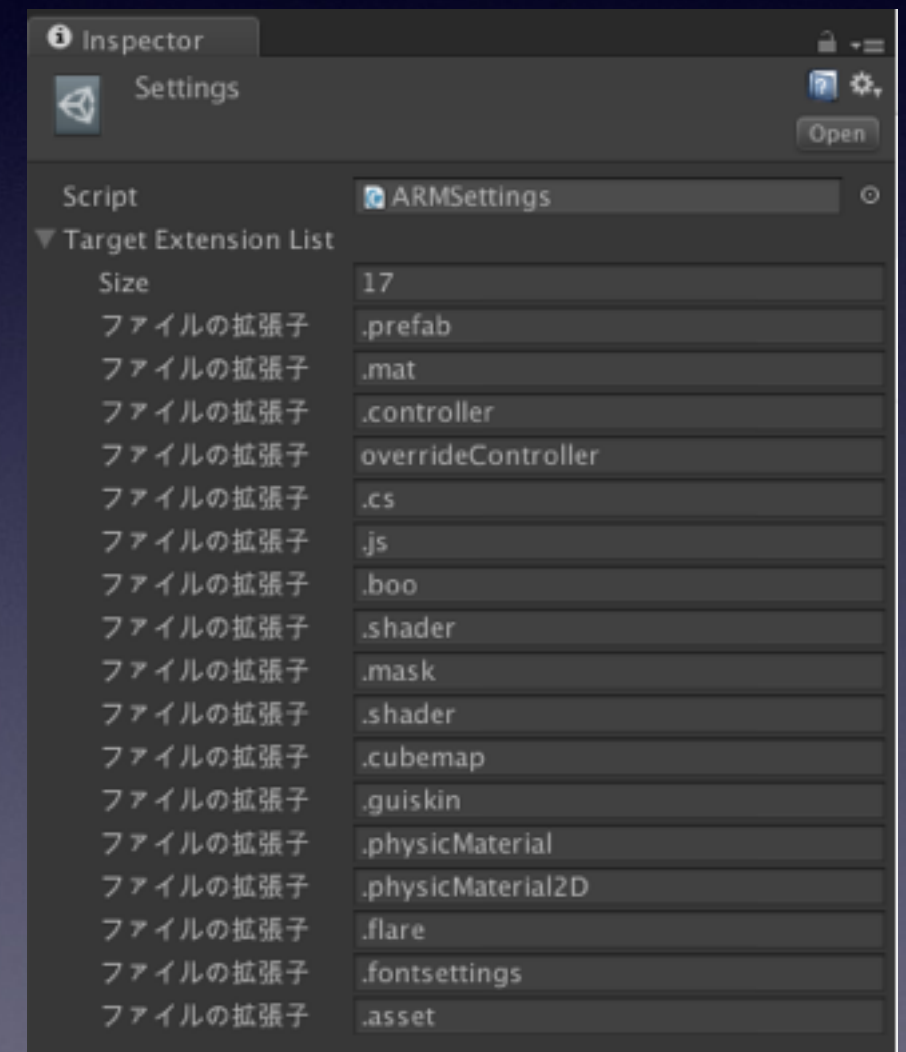 Inspector
Settings
Open
Script ARMSettings
Target Extension List
Size 17
ファイルの拡張子 .prefab
ファイルの拡張子 .mat
ファイルの拡張子 .controller
ファイルの拡張子 overrideController
ファイルの拡張子 .cs
ファイルの拡張子 .js
ファイルの拡張子 .boo
ファイルの拡張子 .shader
ファイルの拡張子 .mask
ファイルの拡張子 .shader
ファイルの拡張子 .cubemap
ファイルの拡張子 .guiskin
ファイルの拡張子 .physicMaterial
ファイルの拡張子 .physicMaterial2D
ファイルの拡張子 .flare
ファイルの拡張子 .fontsettings
ファイルの拡張子 .asset